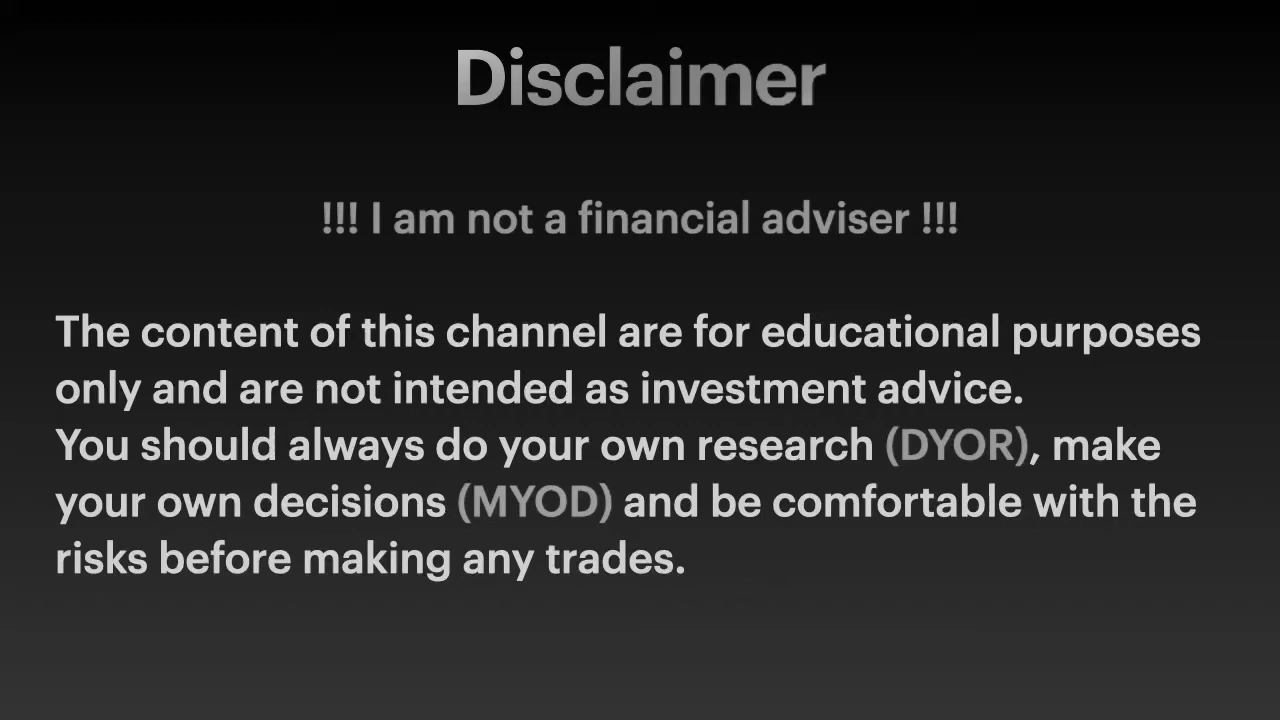 Disclaimer
!!! I am not a financial adviser !!!
The content of this channel are for educational purposes
only and are not intended as investment advice.
You should always do your own research (DYOR), make
your own decisions (MYOD) and be comfortable with the
risks before making any trades.